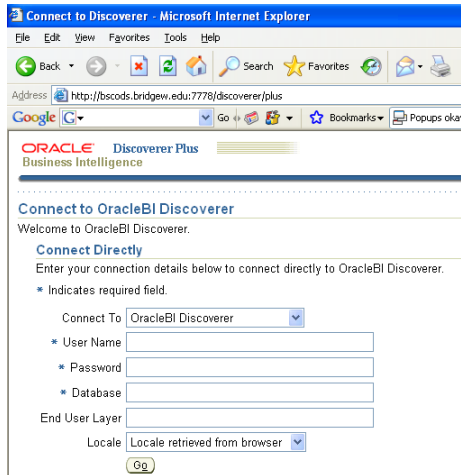 Connect to Discoverer - Microsoft Internet Explorer
File Edit View Favorites Tools Help
Back Search Favorites
Address http://bscods.bridgew.edu:7778/discoverer/plus
Google G Go Bookmarks Popups oka
ORACLE Discoverer Plus
Business Intelligence
Connect to OracleBI Discoverer
Welcome to OracleBI Discoverer.
Connect Directly
Enter your connection details below to connect directly to OracleBI Discoverer.
* Indicates required field.
Connect To OracleBI Discoverer
* User Name
* Password
* Database
End User Layer
Locale Locale retrieved from browser
Go